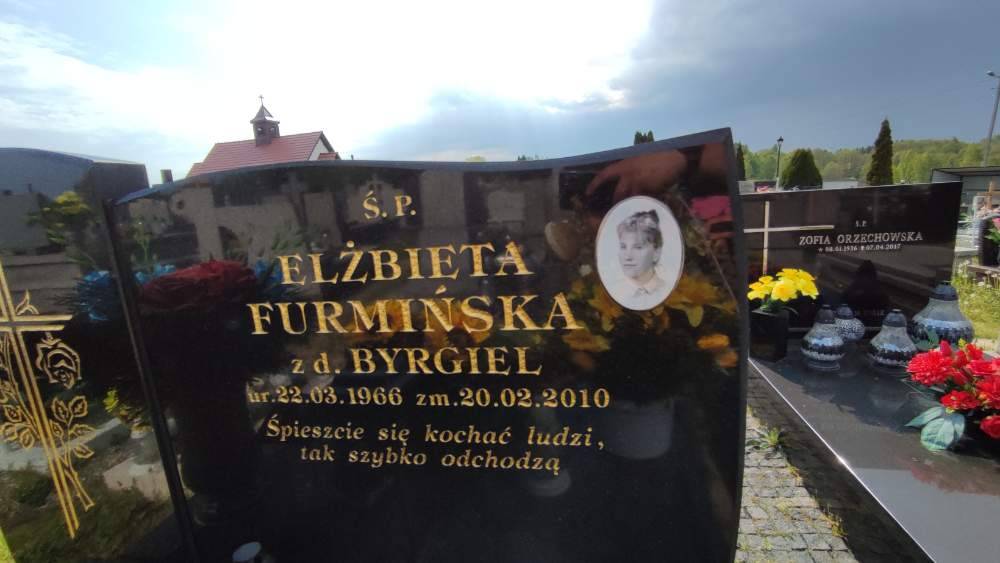 Ś. P.
ELŻBIETA
FURMIŃSKA
z d. BYRGIEL
ur.22.03.1966 zm.20.02.2010
Śpieszcie się kochać ludzi,
tak szybko odchodzą
Ś. P.
ZOFIA ORZECHOWSKA